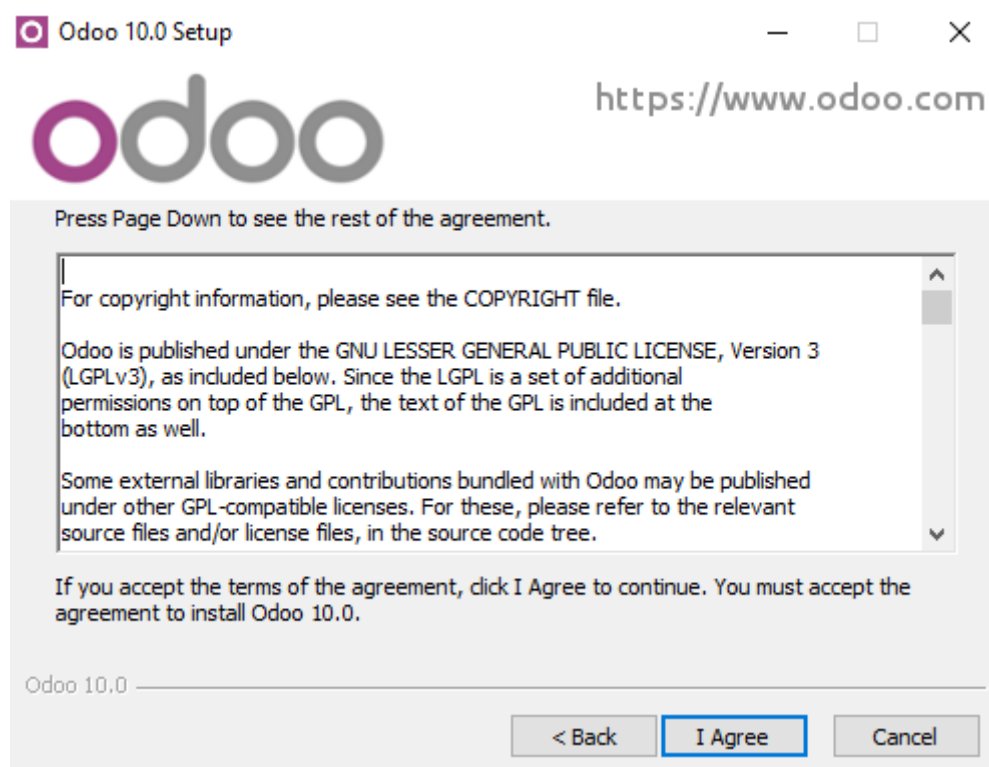 Odoo 10.0 Setup
odoo
https://www.odoo.com
Press Page Down to see the rest of the agreement.
For copyright information, please see the COPYRIGHT file.
Odoo is published under the GNU LESSER GENERAL PUBLIC LICENSE, Version 3
(LGPLv3), as included below. Since the LGPL is a set of additional
permissions on top of the GPL, the text of the GPL is included at the
bottom as well.
Some external libraries and contributions bundled with Odoo may be published
under other GPL-compatible licenses. For these, please refer to the relevant
source files and/or license files, in the source code tree.
If you accept the terms of the agreement, click I Agree to continue. You must accept the
agreement to install Odoo 10.0.
Odoo 10.0
< Back
I Agree
Cancel